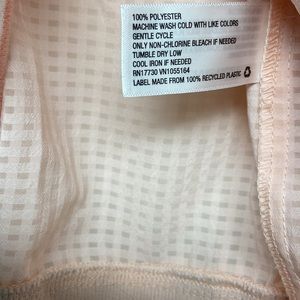 100% POLYESTER
MACHINE WASH COLD WITH LIKE COLORS
GENTLE CYCLE
ONLY NON-CHLORINE BLEACH IF NEEDED
TUMBLE DRY LOW
COOL IRON IF NEEDED
RN17730 VN1055164
LABEL MADE FROM 100% RECYCLED PLASTIC